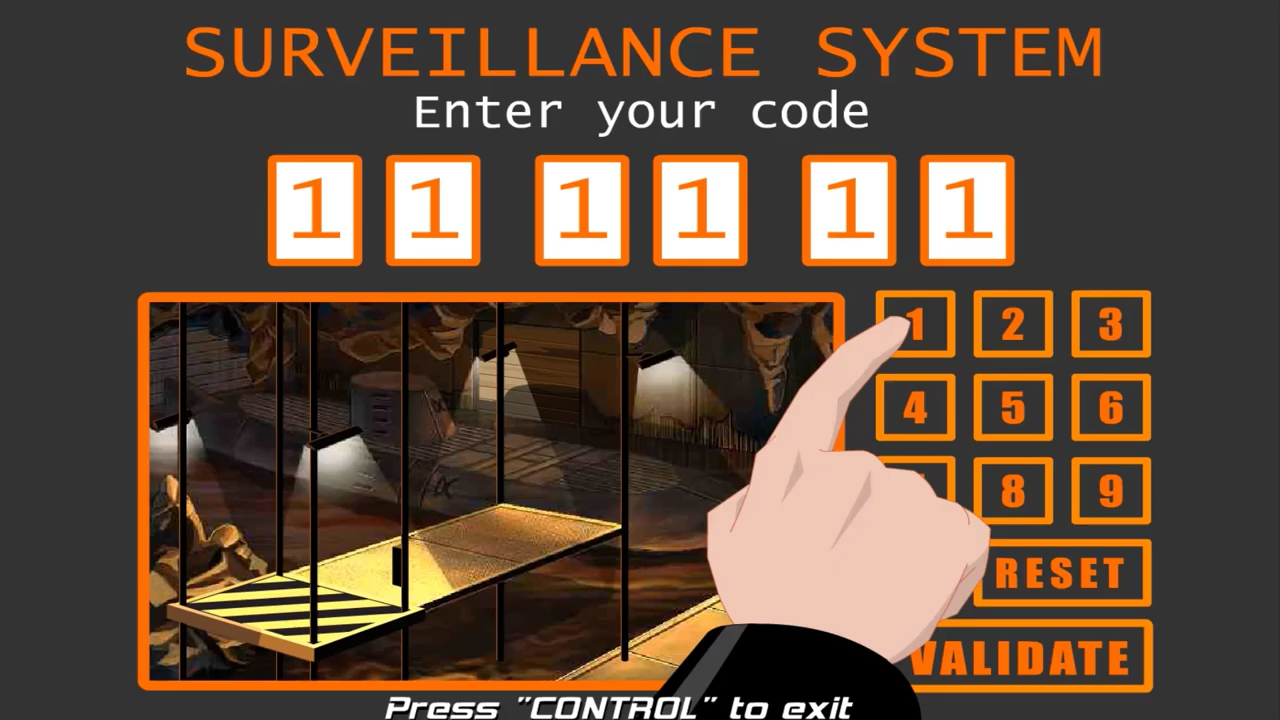 SURVEILLANCE SYSTEM
Enter your code
1 1 1 1 1 1
1 2 3
4 5 6
8 9
RESET
VALIDATE
Press "CONTROL" to exit